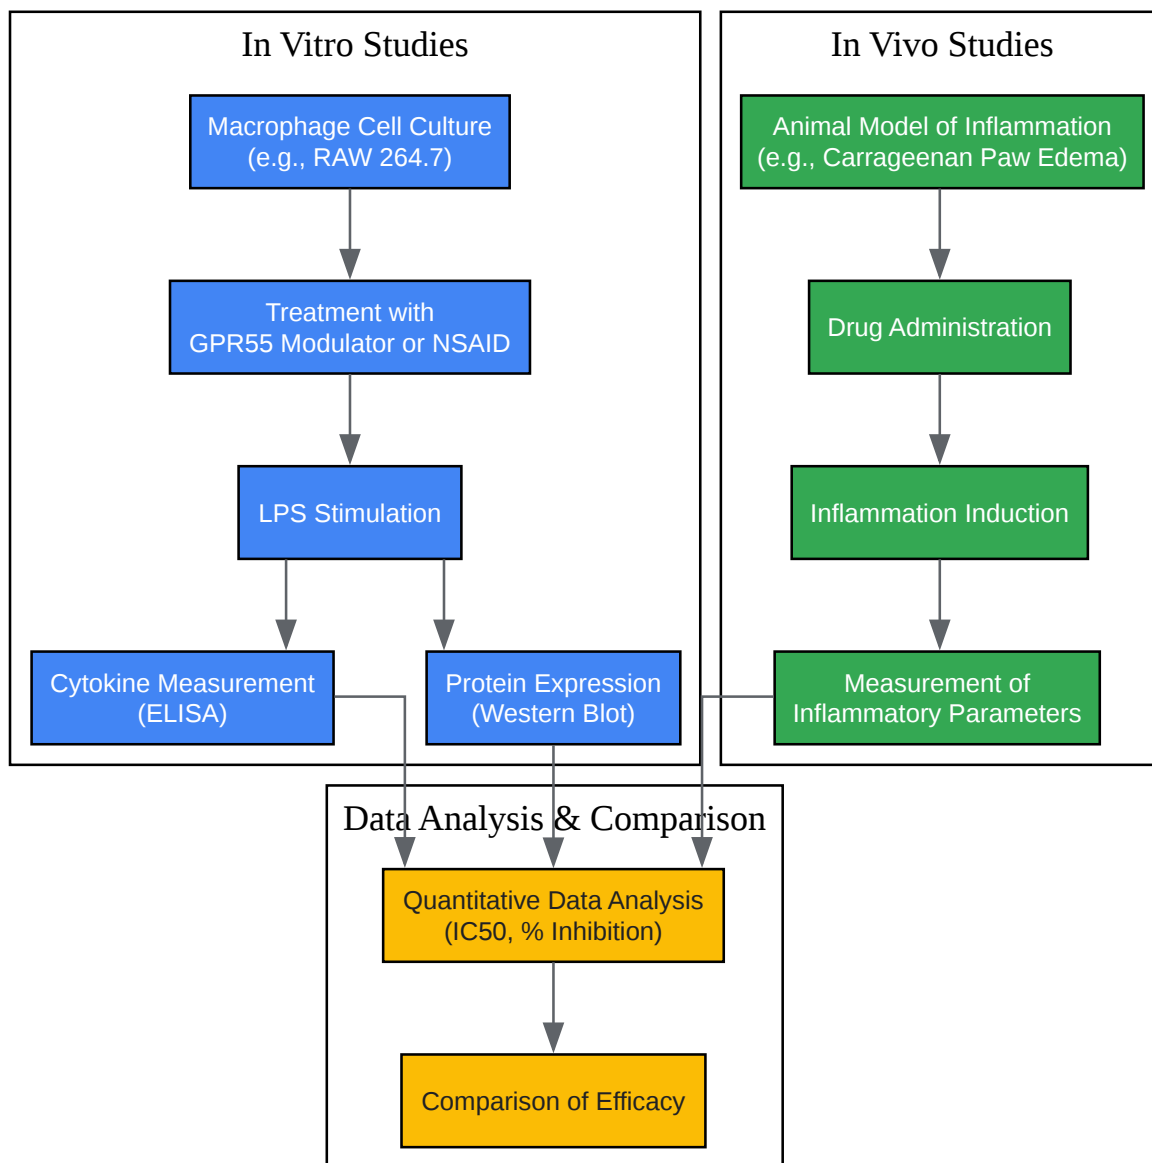 In Vitro Studies
Macrophage Cell Culture
(e.g., RAW 264.7)
Treatment with
GPR55 Modulator or NSAID
LPS Stimulation
Cytokine Measurement
(ELISA)
Protein Expression
(Western Blot)
In Vivo Studies
Animal Model of Inflammation
(e.g., Carrageenan Paw Edema)
Drug Administration
Inflammation Induction
Measurement of
Inflammatory Parameters
Data Analysis & Comparison
Quantitative Data Analysis
(IC50, % Inhibition)
Comparison of Efficacy